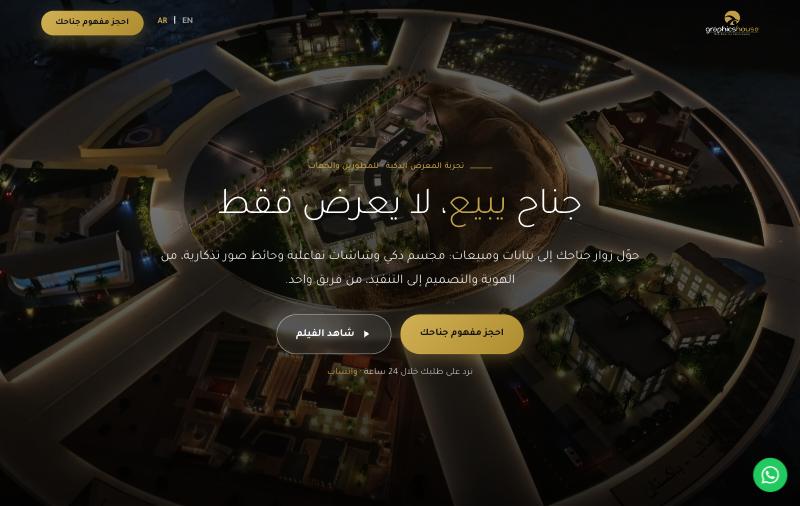 graphicshouse
AR | EN
احجز مفهوم جناحك
تجربة المعرض الذكية · للمطورين والجهات
جناح يبيع، لا يعرض فقط
حوّل زوار جناحك إلى بيانات ومبيعات: مجسم ذكي وشاشات تفاعلية وحائط صور تذكارية، من
الهوية والتصميم إلى التنفيذ، من فريق واحد.
احجز مفهوم جناحك
شاهد الفيلم
نرد على طلبك خلال 24 ساعة · واتساب